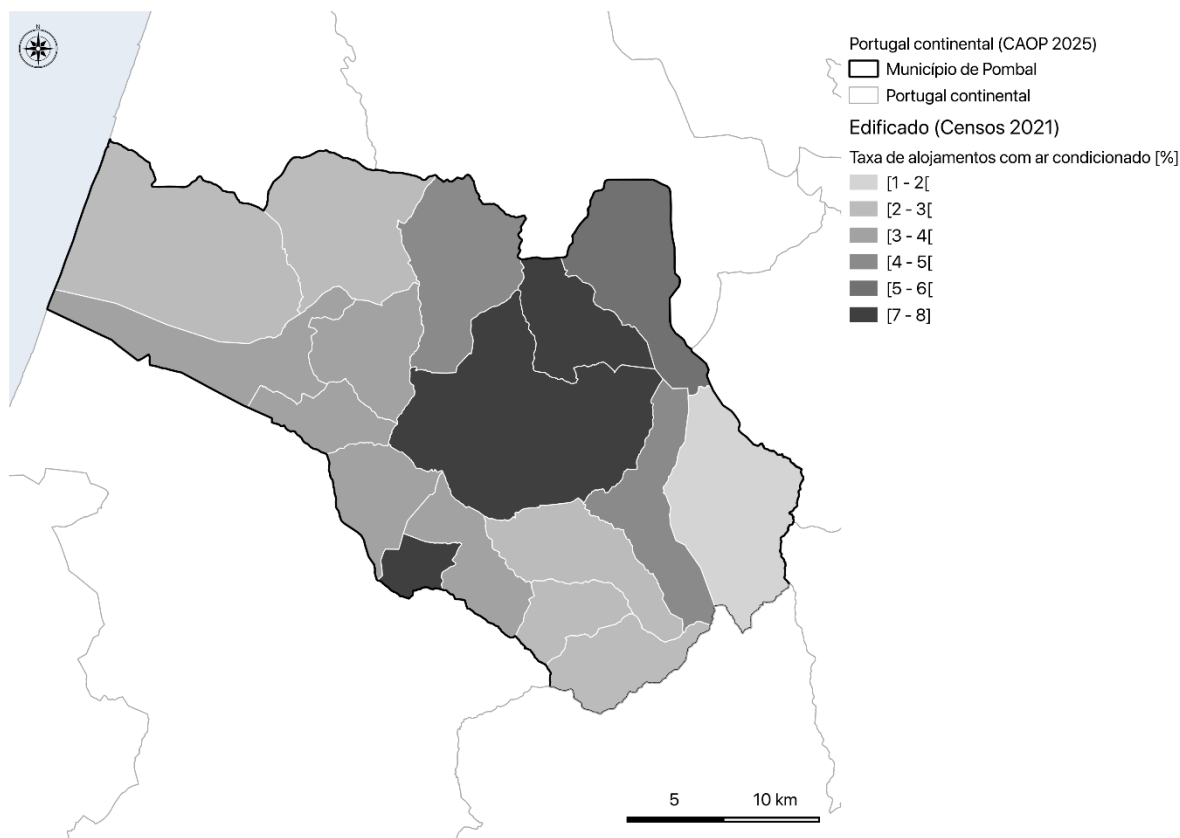 N
Portugal continental (CAOP 2025)
Município de Pombal
Portugal continental
Edificado (Censos 2021)
Taxa de alojamentos com ar condicionado [%]
[1 - 2[
[2 - 3[
[3 - 4[
[4 - 5[
[5 - 6[
[7 - 8]
5 10 km